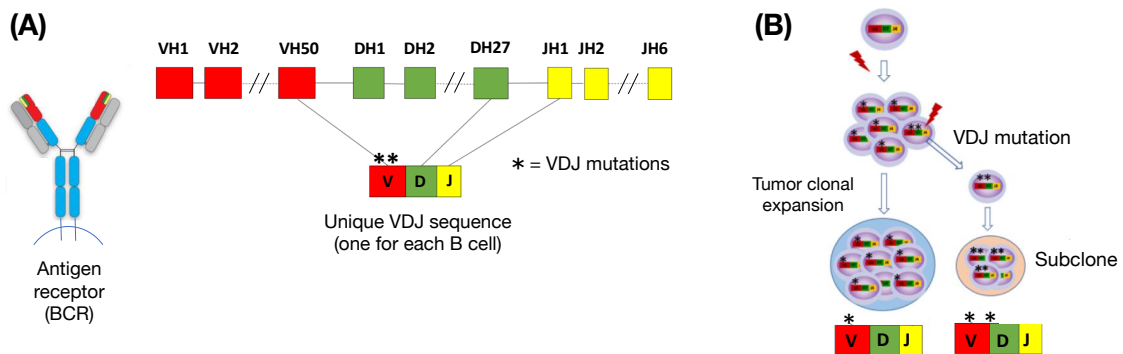 (A)
VH1 VH2 VH50 DH1 DH2 DH27 JH1 JH2 JH6
// // //
**
V D J
* = VDJ mutations
Unique VDJ sequence
(one for each B cell)
Antigen
receptor
(BCR)
(B)
VDJ mutation
Tumor clonal
expansion
Subclone
* * *
V D J V D J